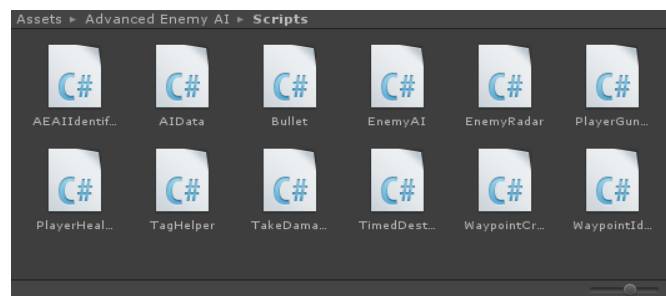 Assets ▸ Advanced Enemy AI ▸ Scripts
C# C# C# C# C# C#
AEAIIdentif... AIData Bullet EnemyAI EnemyRadar PlayerGun...
C# C# C# C# C# C#
PlayerHeal... TagHelper TakeDama... TimedDest... WaypointCr... WaypointId...